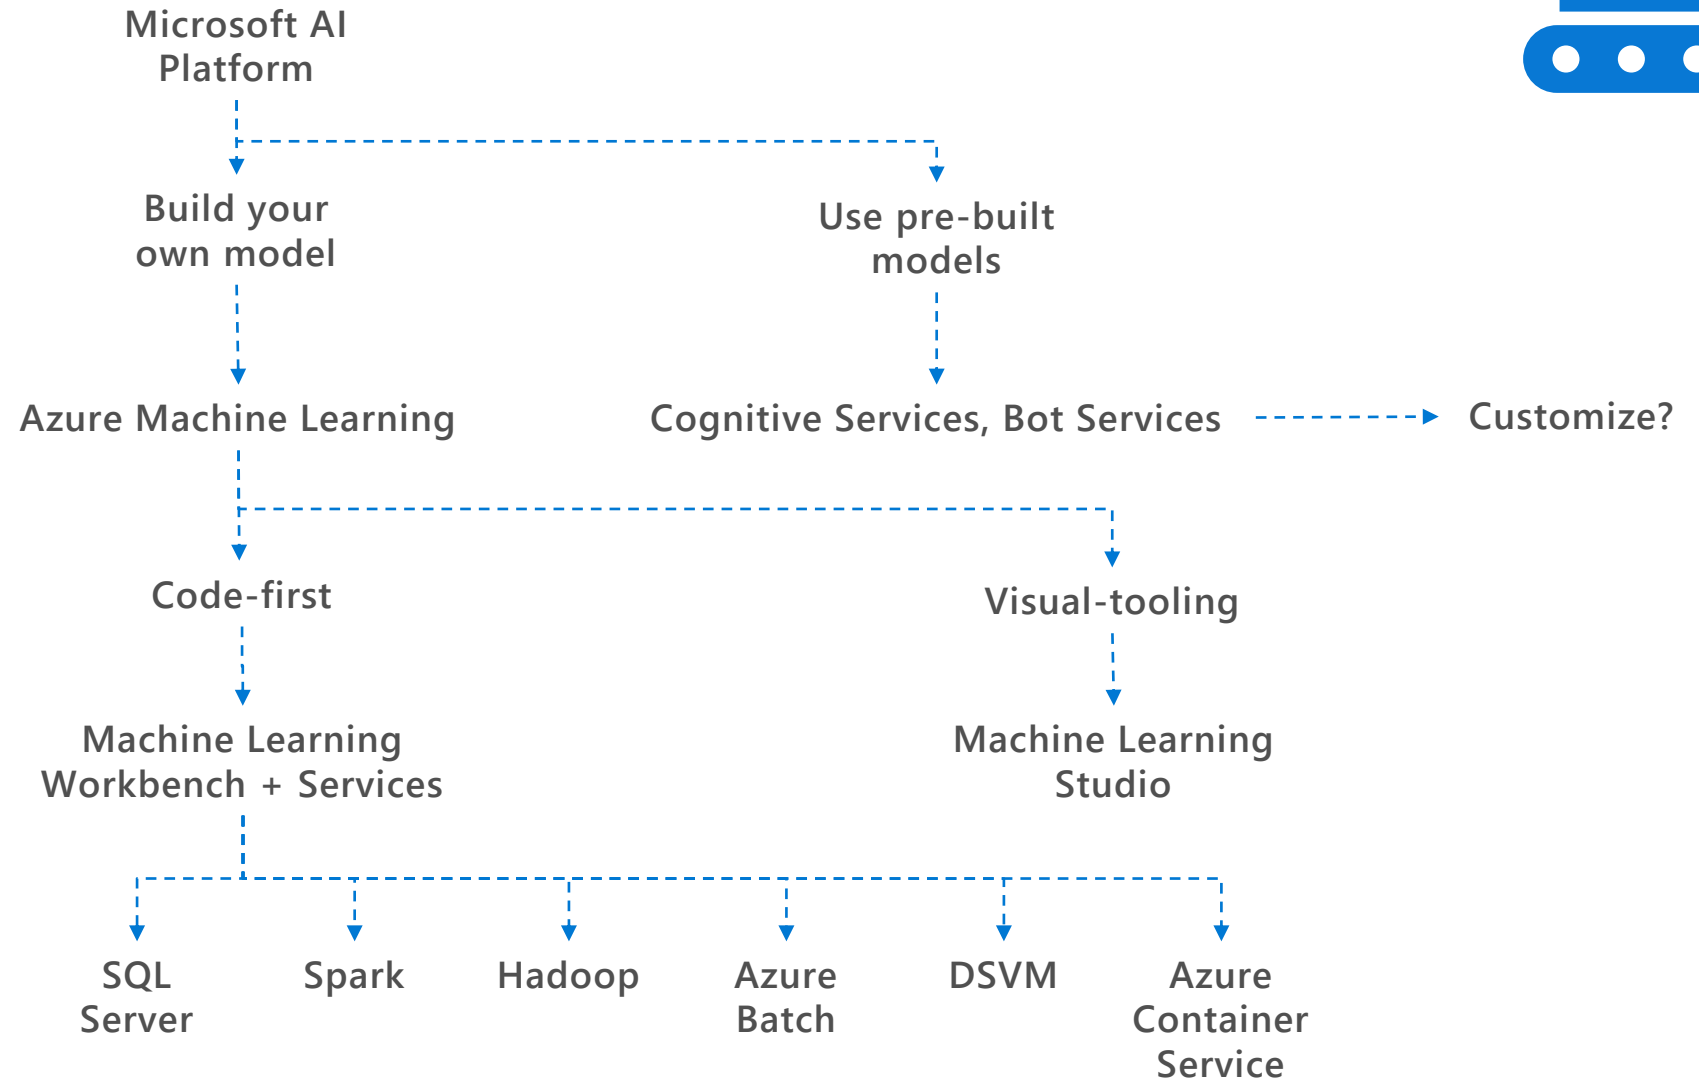 Microsoft AI
Platform
Build your
own model
Use pre-built
models
Azure Machine Learning
Cognitive Services, Bot Services
Customize?
Code-first
Visual-tooling
Machine Learning
Workbench + Services
Machine Learning
Studio
SQL
Server
Spark
Hadoop
Azure
Batch
DSVM
Azure
Container
Service